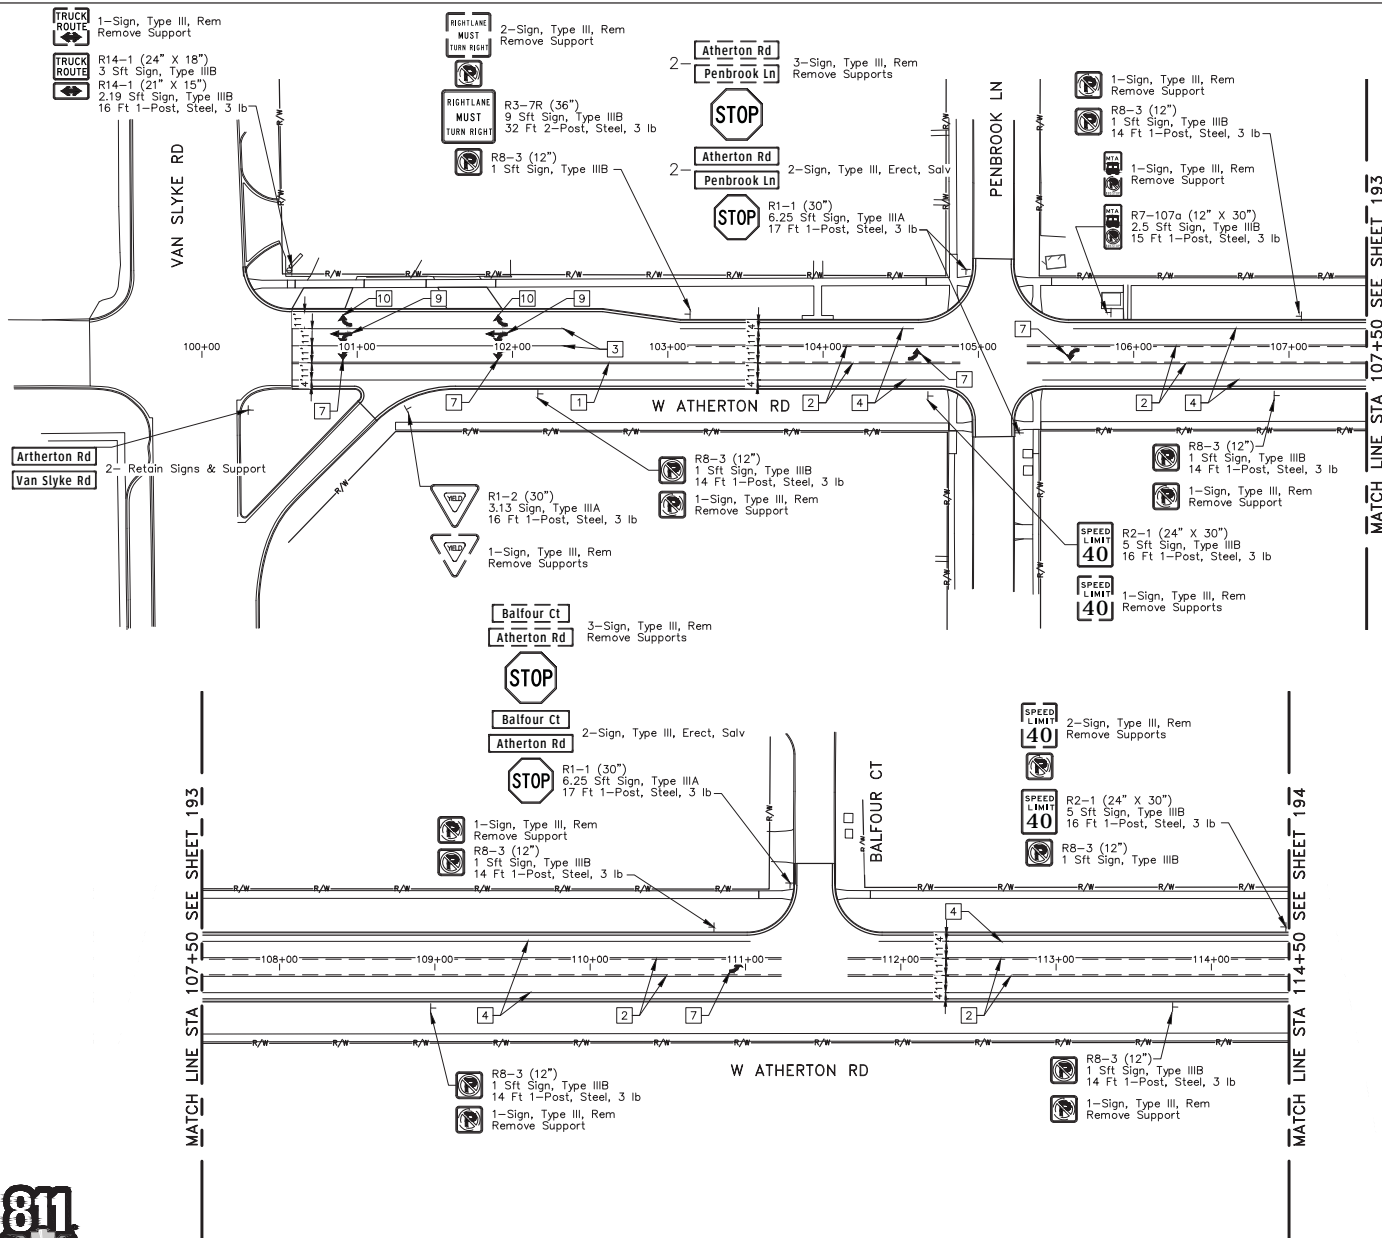 TRUCK
ROUTE
1-Sign, Type III, Rem
Remove Support
TRUCK
ROUTE
R14-1 (24" X 18")
3 Sft Sign, Type IIIB
R14-1 (21" X 15")
2.19 Sft Sign, Type IIIB
16 Ft 1-Post, Steel, 3 lb
RIGHT LANE
MUST
TURN RIGHT
2-Sign, Type III, Rem
Remove Support
RIGHT LANE
MUST
TURN RIGHT
R3-7R (36")
9 Sft Sign, Type IIIB
32 Ft 2-Post, Steel, 3 lb
R8-3 (12")
1 Sft Sign, Type IIIB
2-
Atherton Rd
Penbrook Ln
3-Sign, Type III, Rem
Remove Supports
STOP
2-
Atherton Rd
Penbrook Ln
2-Sign, Type III, Erect, Salv
STOP
R1-1 (30")
6.25 Sft Sign, Type IIIA
17 Ft 1-Post, Steel, 3 lb
1-Sign, Type III, Rem
Remove Support
R8-3 (12")
1 Sft Sign, Type IIIB
14 Ft 1-Post, Steel, 3 lb
MTA
1-Sign, Type III, Rem
Remove Support
MTA
R7-107a (12" X 30")
2.5 Sft Sign, Type IIIB
15 Ft 1-Post, Steel, 3 lb
VAN SLYKE RD
PENBROOK LN
MATCH LINE STA 107+50 SEE SHEET 193
R/W R/W R/W R/W R/W R/W R/W R/W R/W R/W R/W
10 9 10 9
3
7
7
100+00 101+00 102+00 103+00 104+00 105+00 106+00 107+00
4' 11' 11' 11' 11'
4' 11' 11' 11' 4'
7 7 1 2 4 2 4
W ATHERTON RD
R/W R/W R/W R/W R/W R/W R/W R/W R/W R/W
Artherton Rd
Van Slyke Rd
2- Retain Signs & Support
YIELD
R1-2 (30")
3.13 Sign, Type IIIA
16 Ft 1-Post, Steel, 3 lb
YIELD
1-Sign, Type III, Rem
Remove Supports
R8-3 (12")
1 Sft Sign, Type IIIB
14 Ft 1-Post, Steel, 3 lb
1-Sign, Type III, Rem
Remove Support
R8-3 (12")
1 Sft Sign, Type IIIB
14 Ft 1-Post, Steel, 3 lb
1-Sign, Type III, Rem
Remove Support
SPEED
LIMIT
40
R2-1 (24" X 30")
5 Sft Sign, Type IIIB
16 Ft 1-Post, Steel, 3 lb
SPEED
LIMIT
40
1-Sign, Type III, Rem
Remove Supports
Balfour Ct
Atherton Rd
3-Sign, Type III, Rem
Remove Supports
STOP
Balfour Ct
Atherton Rd
2-Sign, Type III, Erect, Salv
STOP
R1-1 (30")
6.25 Sft Sign, Type IIIA
17 Ft 1-Post, Steel, 3 lb
1-Sign, Type III, Rem
Remove Support
R8-3 (12")
1 Sft Sign, Type IIIB
14 Ft 1-Post, Steel, 3 lb
SPEED
LIMIT
40
2-Sign, Type III, Rem
Remove Supports
SPEED
LIMIT
40
R2-1 (24" X 30")
5 Sft Sign, Type IIIB
16 Ft 1-Post, Steel, 3 lb
R8-3 (12")
1 Sft Sign, Type IIIB
BALFOUR CT
MATCH LINE STA 107+50 SEE SHEET 193
MATCH LINE STA 114+50 SEE SHEET 194
R/W R/W R/W R/W R/W R/W R/W R/W R/W R/W R/W R/W R/W
4
108+00 109+00 110+00 111+00 112+00 113+00 114+00
4' 11' 11' 11' 4'
4 2 7 2
R/W R/W R/W R/W R/W R/W R/W R/W R/W R/W R/W R/W R/W
W ATHERTON RD
R8-3 (12")
1 Sft Sign, Type IIIB
14 Ft 1-Post, Steel, 3 lb
1-Sign, Type III, Rem
Remove Support
R8-3 (12")
1 Sft Sign, Type IIIB
14 Ft 1-Post, Steel, 3 lb
1-Sign, Type III, Rem
Remove Support
811